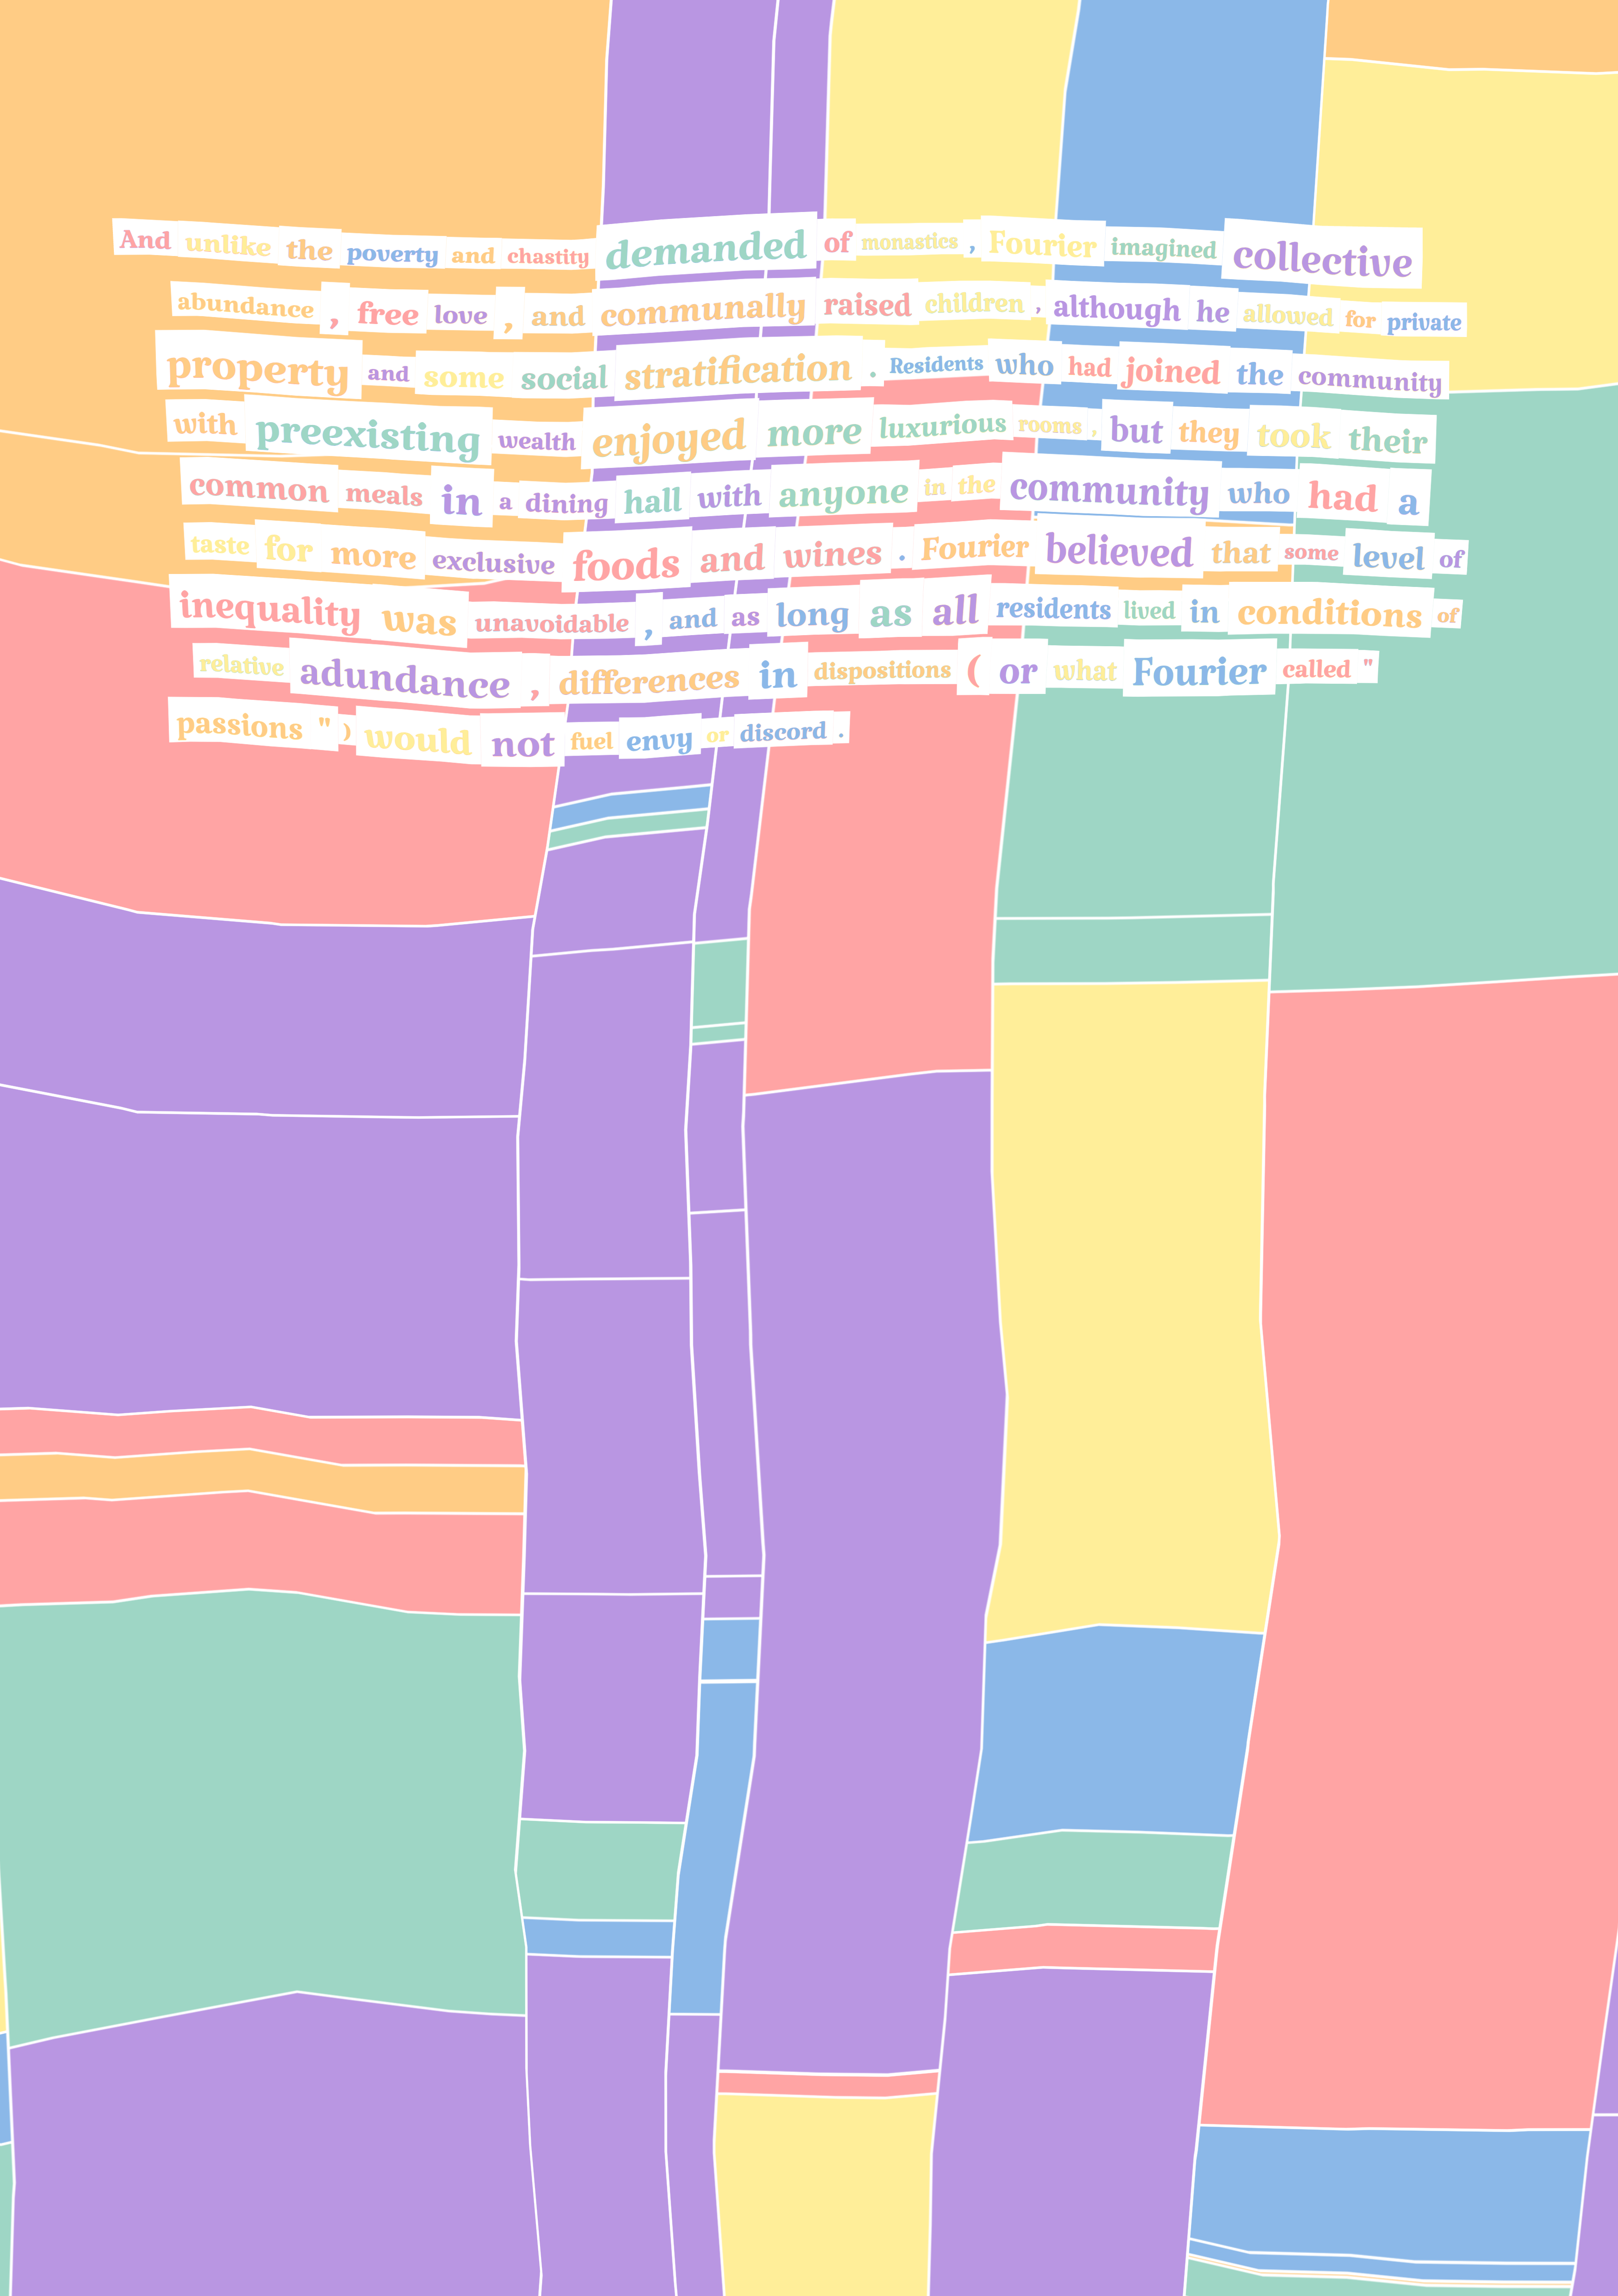 And unlike the poverty and chastity demanded of monastics , Fourier imagined collective
abundance , free love , and communally raised children , although he allowed for private
property and some social stratification . Residents who had joined the community
with preexisting wealth enjoyed more luxurious rooms , but they took their
common meals in a dining hall with anyone in the community who had a
taste for more exclusive foods and wines . Fourier believed that some level of
inequality was unavoidable , and as long as all residents lived in conditions of
relative adundance , differences in dispositions ( or what Fourier called "
passions " ) would not fuel envy or discord .